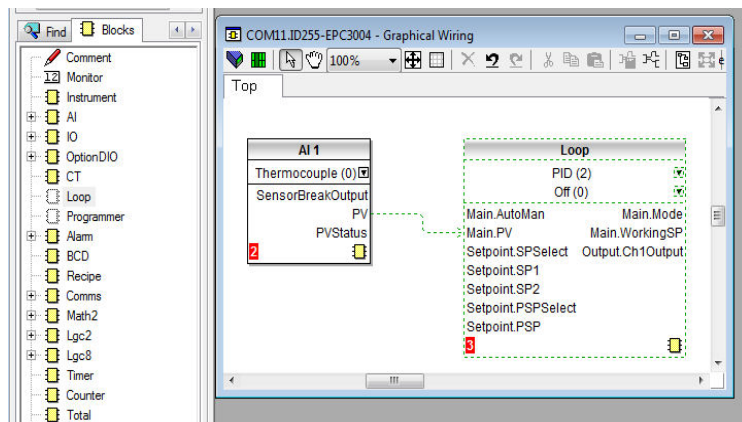 Find
Blocks
Comment
12 Monitor
Instrument
AI
IO
OptionDIO
CT
Loop
Programmer
Alarm
BCD
Recipe
Comms
Math2
Lgc2
Lgc8
Timer
Counter
Total
COM11.ID255-EPC3004 - Graphical Wiring
100%
Top
AI 1
Thermocouple (0)
SensorBreakOutput
PV
PVStatus
2
Loop
PID (2)
Off (0)
Main.AutoMan Main.Mode
Main.PV Main.WorkingSP
Setpoint.SPSelect Output.Ch1Output
Setpoint.SP1
Setpoint.SP2
Setpoint.PSPSelect
Setpoint.PSP
3